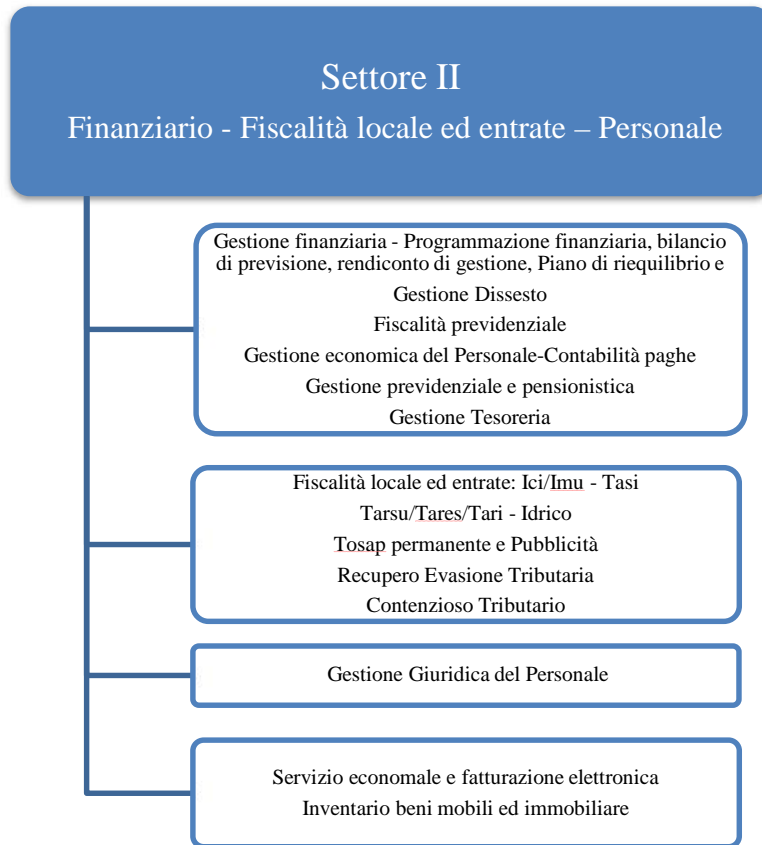 Settore II
Finanziario - Fiscalità locale ed entrate – Personale
Gestione finanziaria - Programmazione finanziaria, bilancio
di previsione, rendiconto di gestione, Piano di riequilibrio e
Gestione Dissesto
Fiscalità previdenziale
Gestione economica del Personale-Contabilità paghe
Gestione previdenziale e pensionistica
Gestione Tesoreria
Fiscalità locale ed entrate: Ici/Imu - Tasi
Tarsu/Tares/Tari - Idrico
Tosap permanente e Pubblicità
Recupero Evasione Tributaria
Contenzioso Tributario
Gestione Giuridica del Personale
Servizio economale e fatturazione elettronica
Inventario beni mobili ed immobiliare